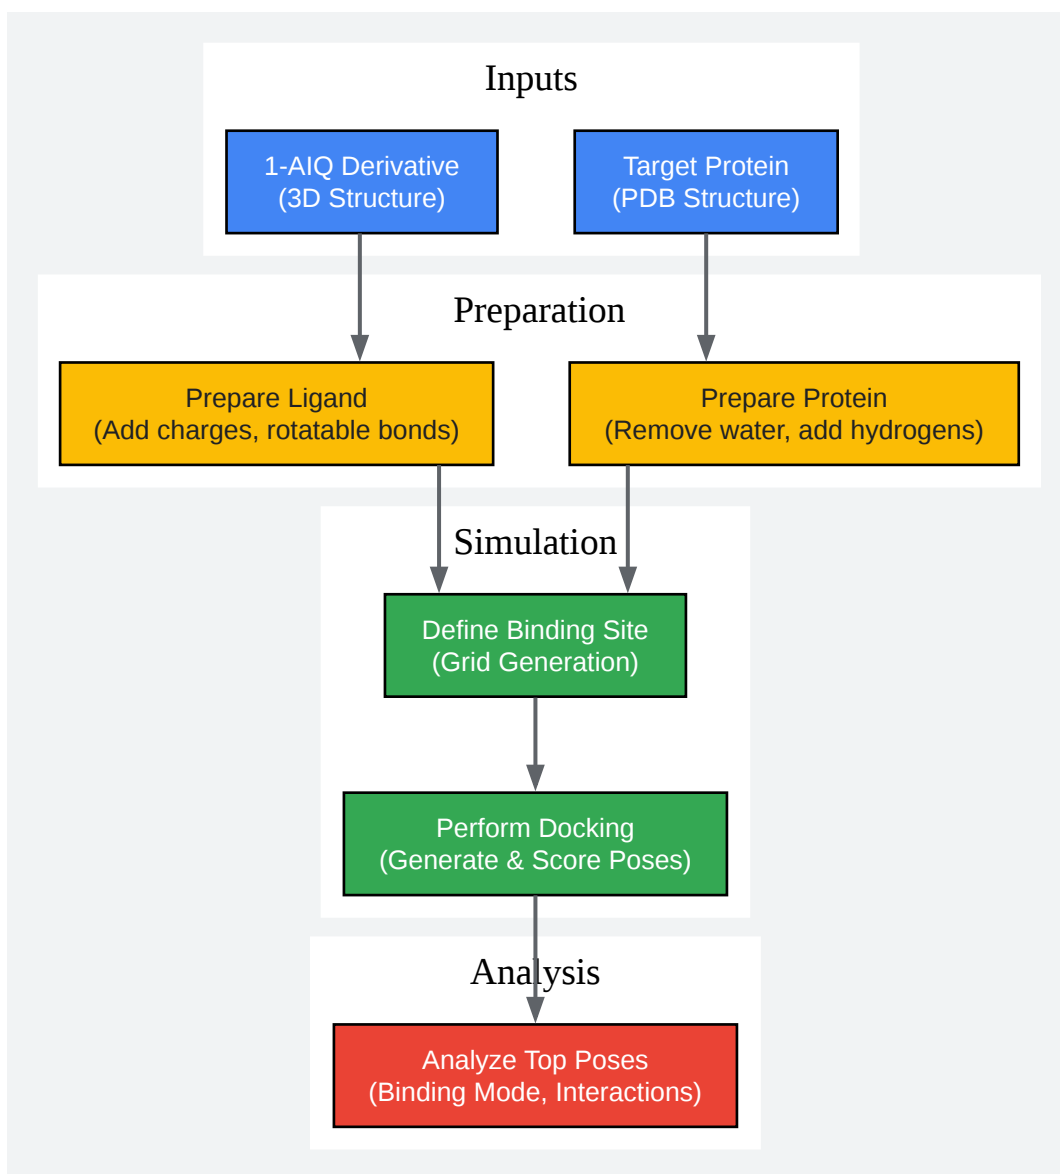 Inputs
1-AIQ Derivative
(3D Structure)
Target Protein
(PDB Structure)
Preparation
Prepare Ligand
(Add charges, rotatable bonds)
Prepare Protein
(Remove water, add hydrogens)
Simulation
Define Binding Site
(Grid Generation)
Perform Docking
(Generate & Score Poses)
Analysis
Analyze Top Poses
(Binding Mode, Interactions)